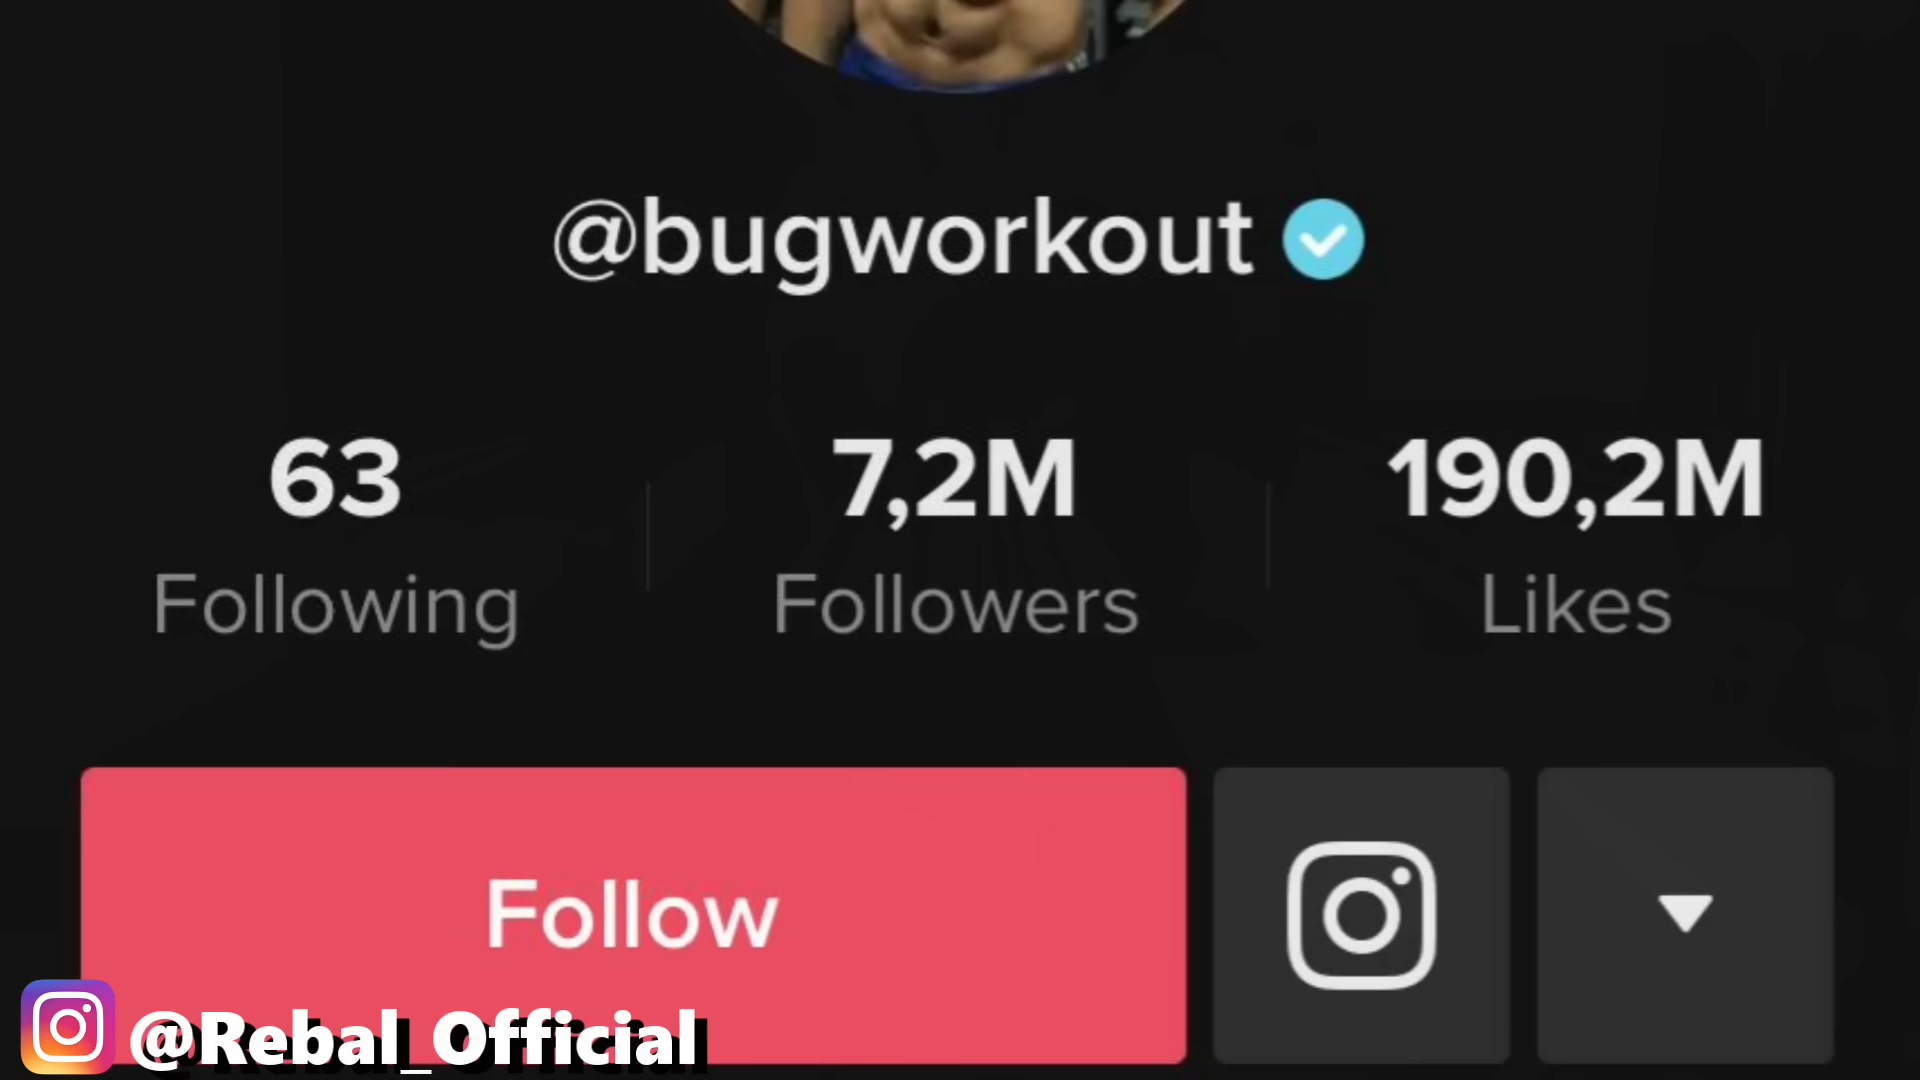 @bugworkout
63 7,2M 190,2M
Following Followers Likes
Follow
@Rebal_Official